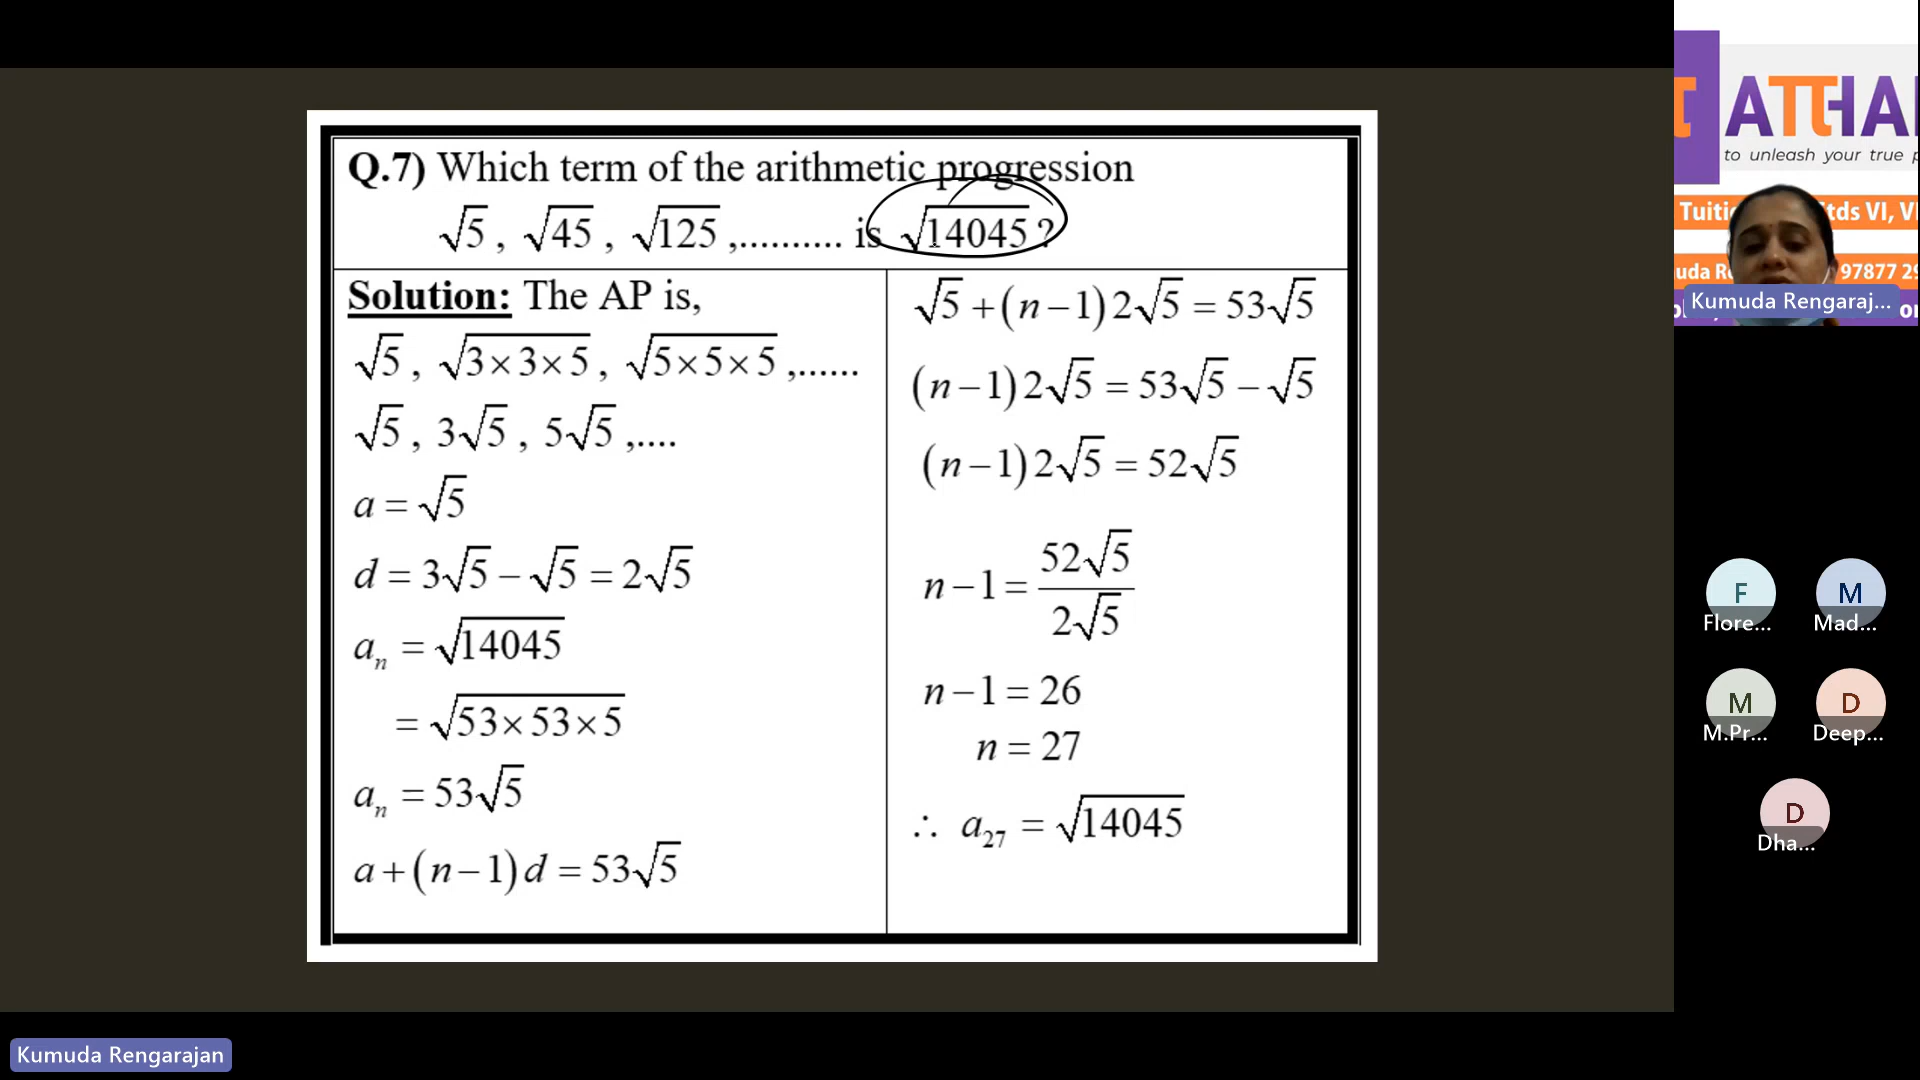 Q.7) Which term of the arithmetic progression
√5 , √45 , √125 ,.......... is √14045 ?
Solution: The AP is,
√5 , √3×3×5 , √5×5×5 ,......
√5 , 3√5 , 5√5 ,....
a = √5
d = 3√5 − √5 = 2√5
aₙ = √14045
= √53×53×5
aₙ = 53√5
a + (n−1) d = 53√5
√5 + (n−1) 2√5 = 53√5
(n−1) 2√5 = 53√5 − √5
(n−1) 2√5 = 52√5
n−1 = 52√5 / 2√5
n−1 = 26
n = 27
∴ a₂₇ = √14045
to unleash your true p
97877 29
Kumuda Rengaraj...
F
Flore...
M
Mad...
M
M.Pr...
D
Deep...
D
Dha...
Kumuda Rengarajan